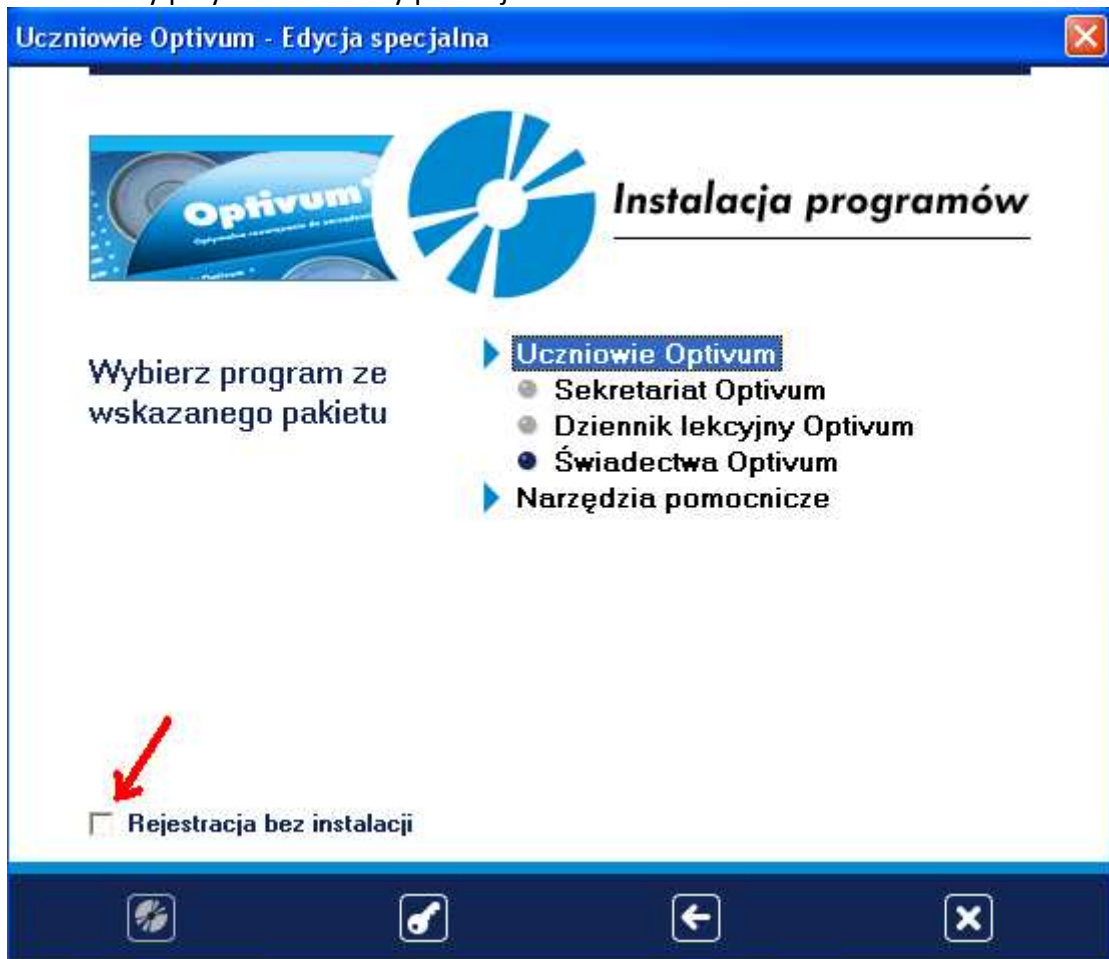 Uczniowie Optivum - Edycja specjalna
Optivum
Instalacja programów
Wybierz program ze
wskazanego pakietu
Uczniowie Optivum
Sekretariat Optivum
Dziennik lekcyjny Optivum
Świadectwa Optivum
Narzędzia pomocnicze
Rejestracja bez instalacji